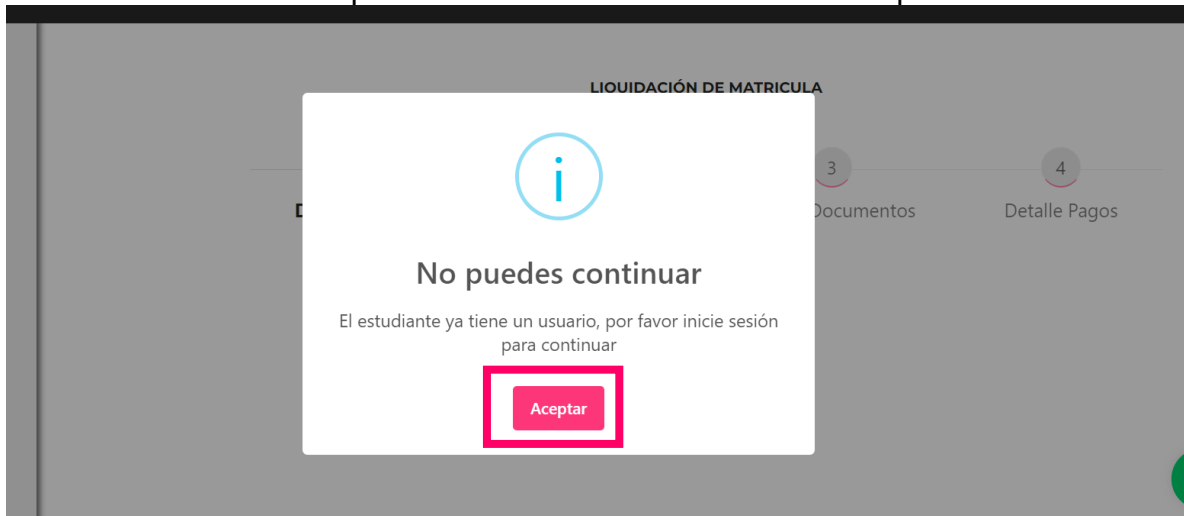 LIQUIDACIÓN DE MATRICULA
3
4
Documentos
Detalle Pagos
i
No puedes continuar
El estudiante ya tiene un usuario, por favor inicie sesión
para continuar
Aceptar